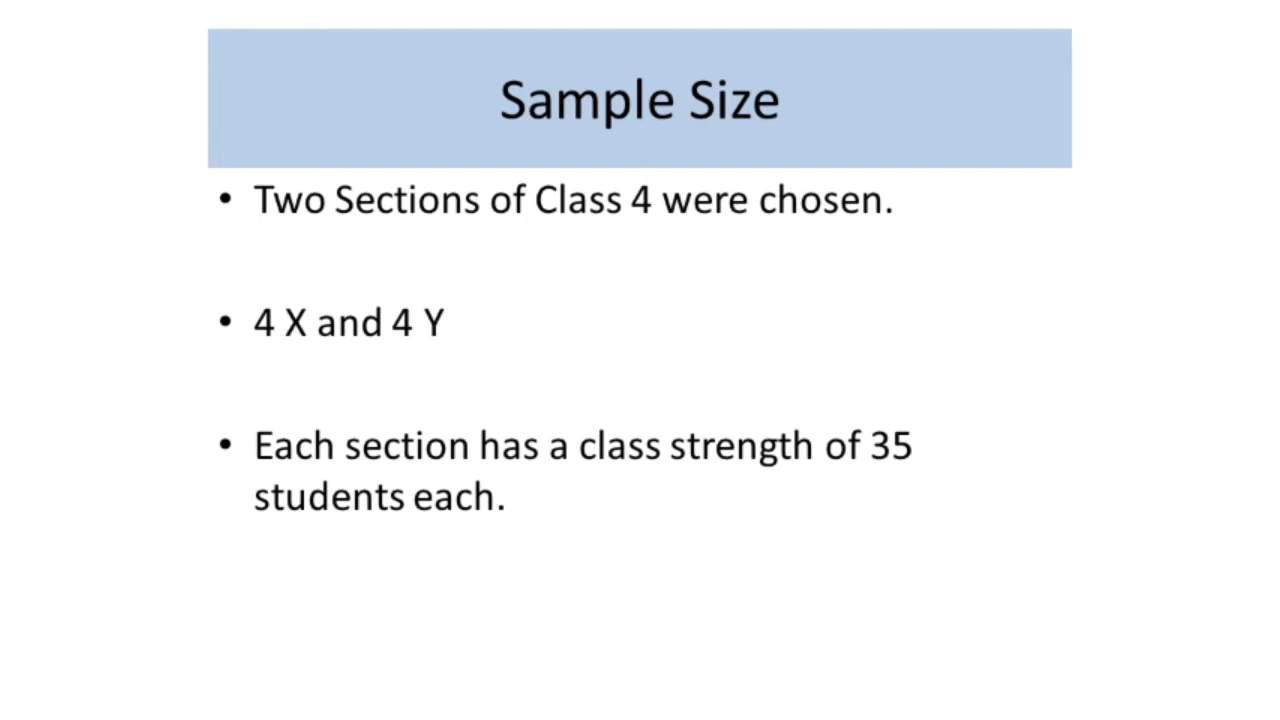 Sample Size
• Two Sections of Class 4 were chosen.
• 4 X and 4 Y
• Each section has a class strength of 35
students each.